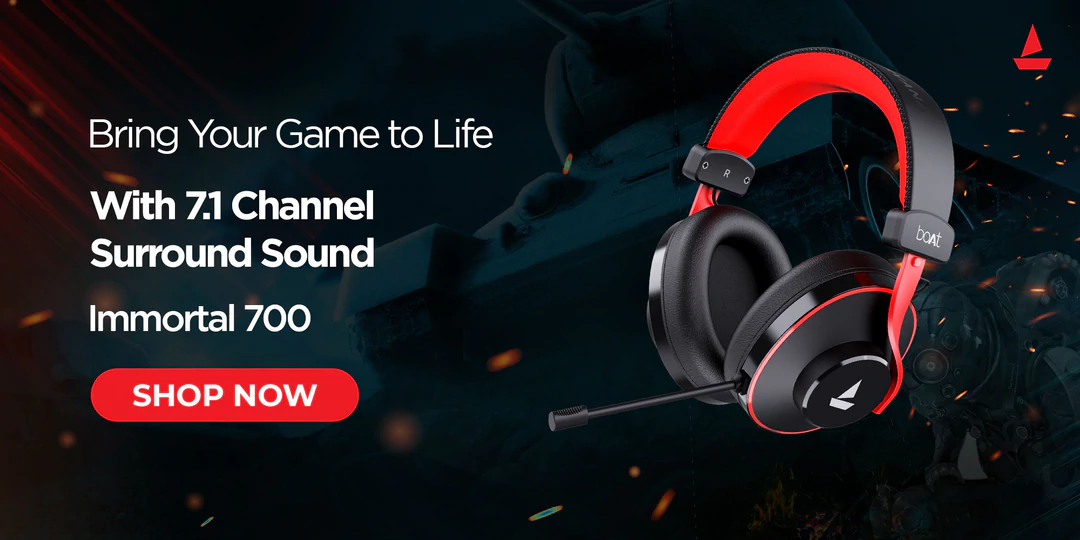 Bring Your Game to Life
With 7.1 Channel
Surround Sound
Immortal 700
SHOP NOW
R
boAt